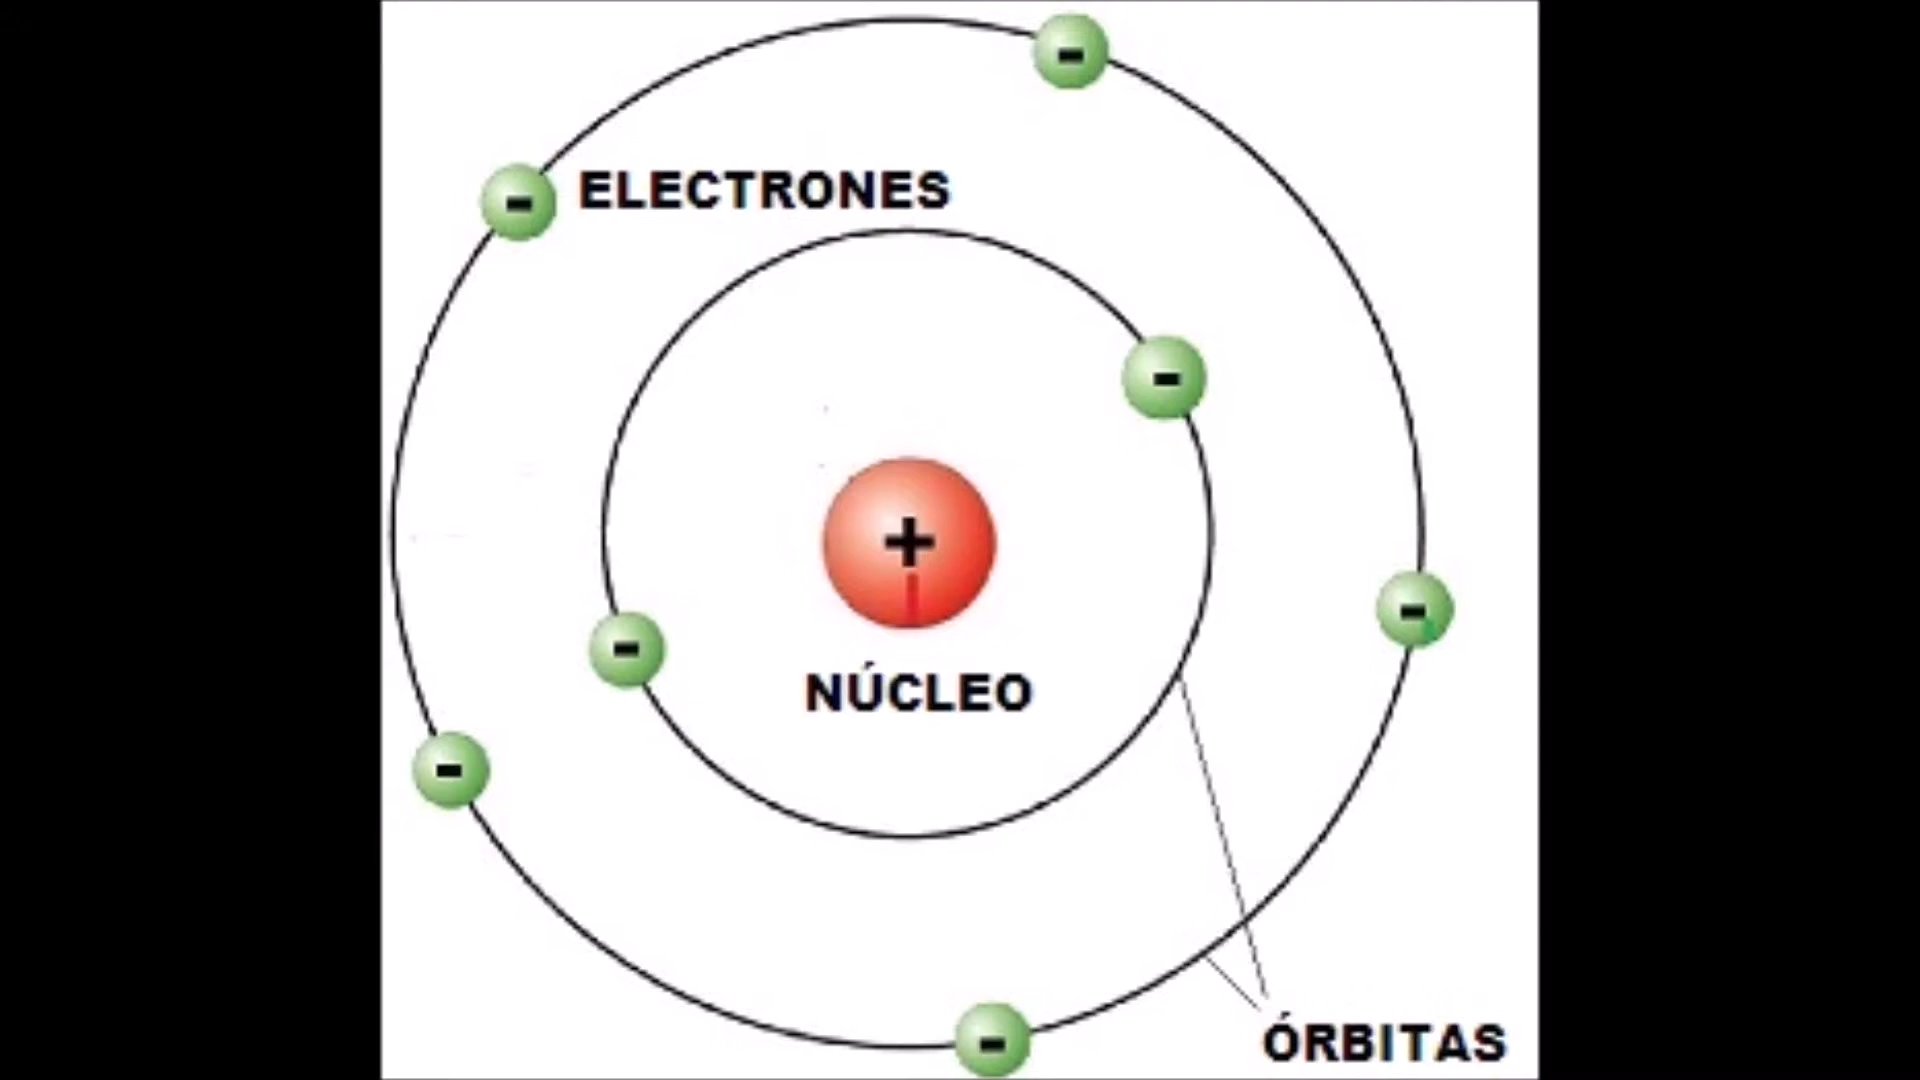 -
-
ELECTRONES
-
+
-
-
NÚCLEO
-
-
ÓRBITAS